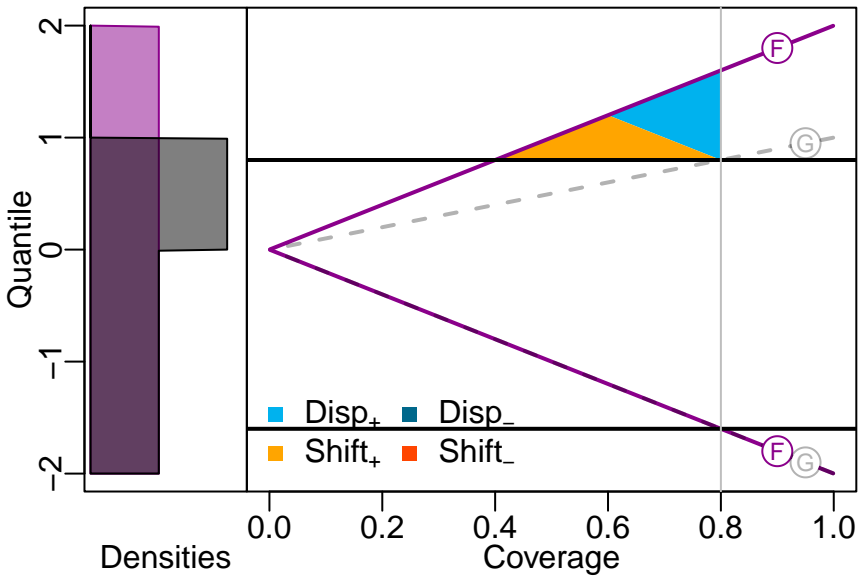 Quantile
2
1
0
−1
−2
F
G
Disp₊ Disp₋
Shift₊ Shift₋
F
G
0.0 0.2 0.4 0.6 0.8 1.0
Densities Coverage